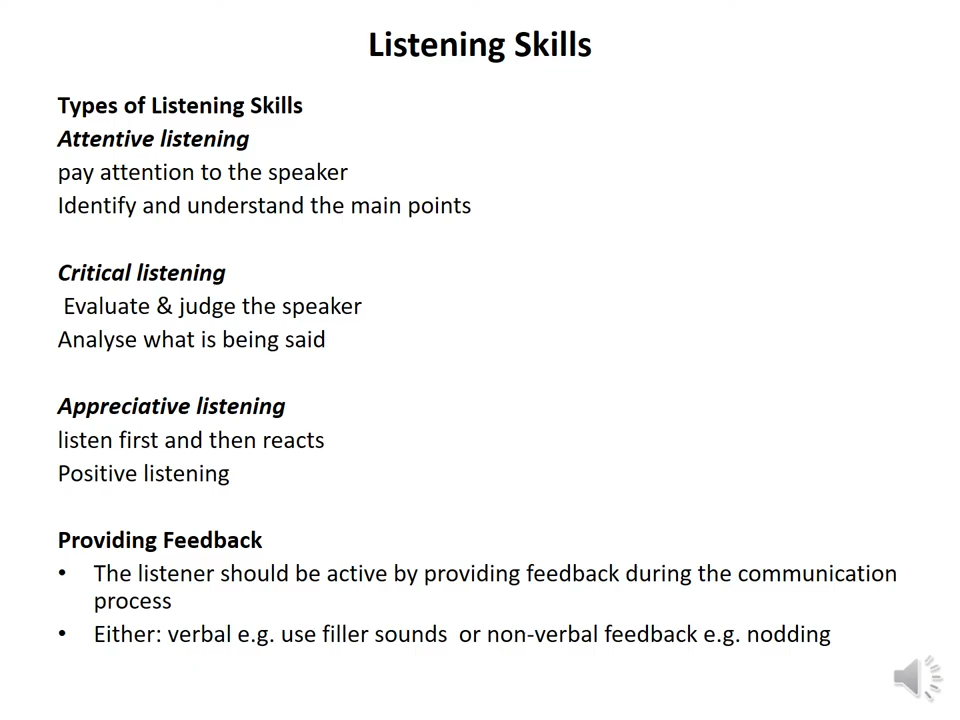 Listening Skills
Types of Listening Skills
Attentive listening
pay attention to the speaker
Identify and understand the main points
Critical listening
Evaluate & judge the speaker
Analyse what is being said
Appreciative listening
listen first and then reacts
Positive listening
Providing Feedback
• The listener should be active by providing feedback during the communication
process
• Either: verbal e.g. use filler sounds or non-verbal feedback e.g. nodding